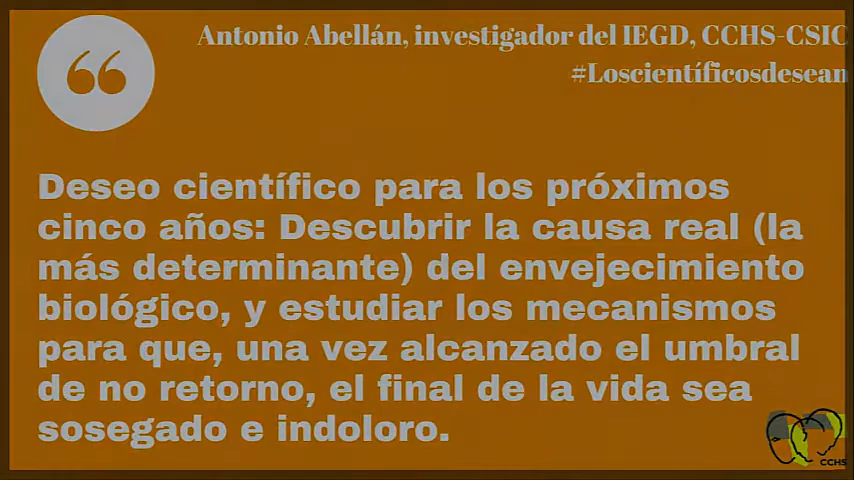 Antonio Abellán, investigador del IEGD, CCHS-CSIC
#Loscientíficosdesean
Deseo científico para los próximos
cinco años: Descubrir la causa real (la
más determinante) del envejecimiento
biológico, y estudiar los mecanismos
para que, una vez alcanzado el umbral
de no retorno, el final de la vida sea
sosegado e indoloro.
CCHS